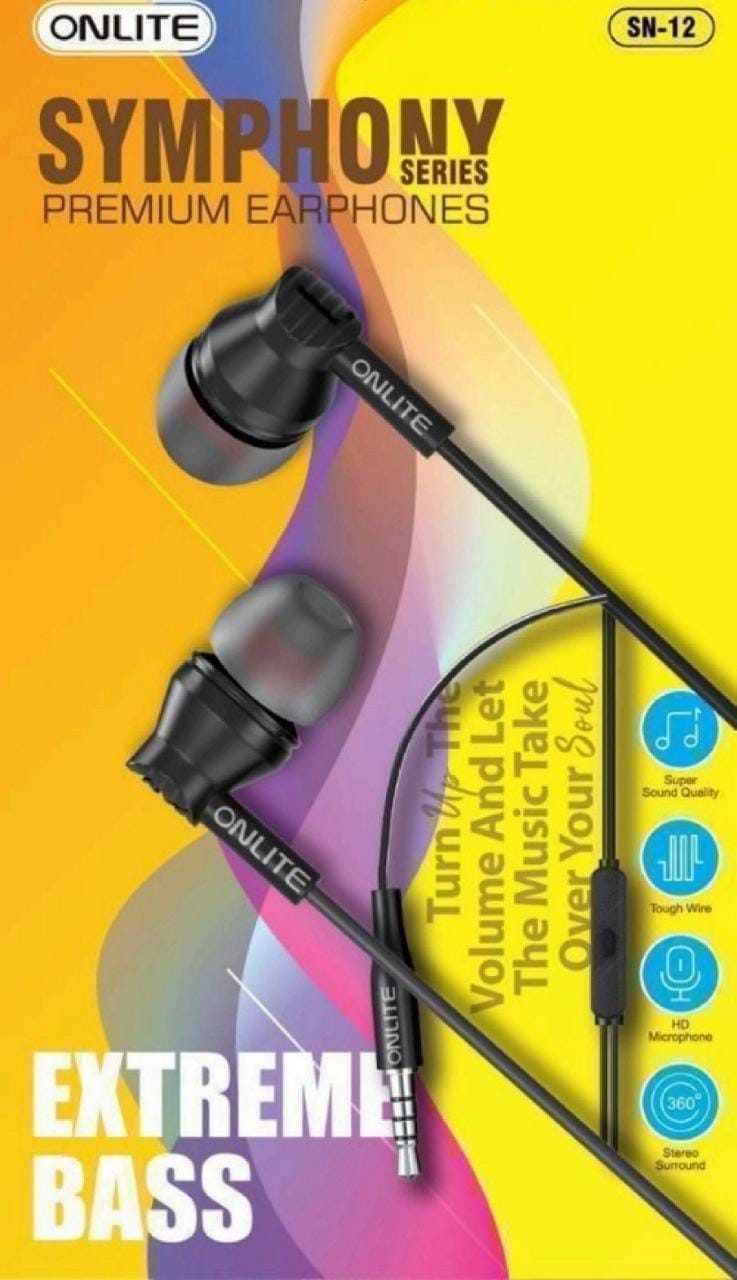 ONLITE
SN-12
SYMPHONY
SERIES
PREMIUM EARPHONES
ONLITE
ONLITE
ONLITE
Turn Up The
Volume And Let
The Music Take
Over Your Soul
Super
Sound Quality
Tough Wire
HD
Microphone
360°
Stereo
Surround
EXTREME
BASS